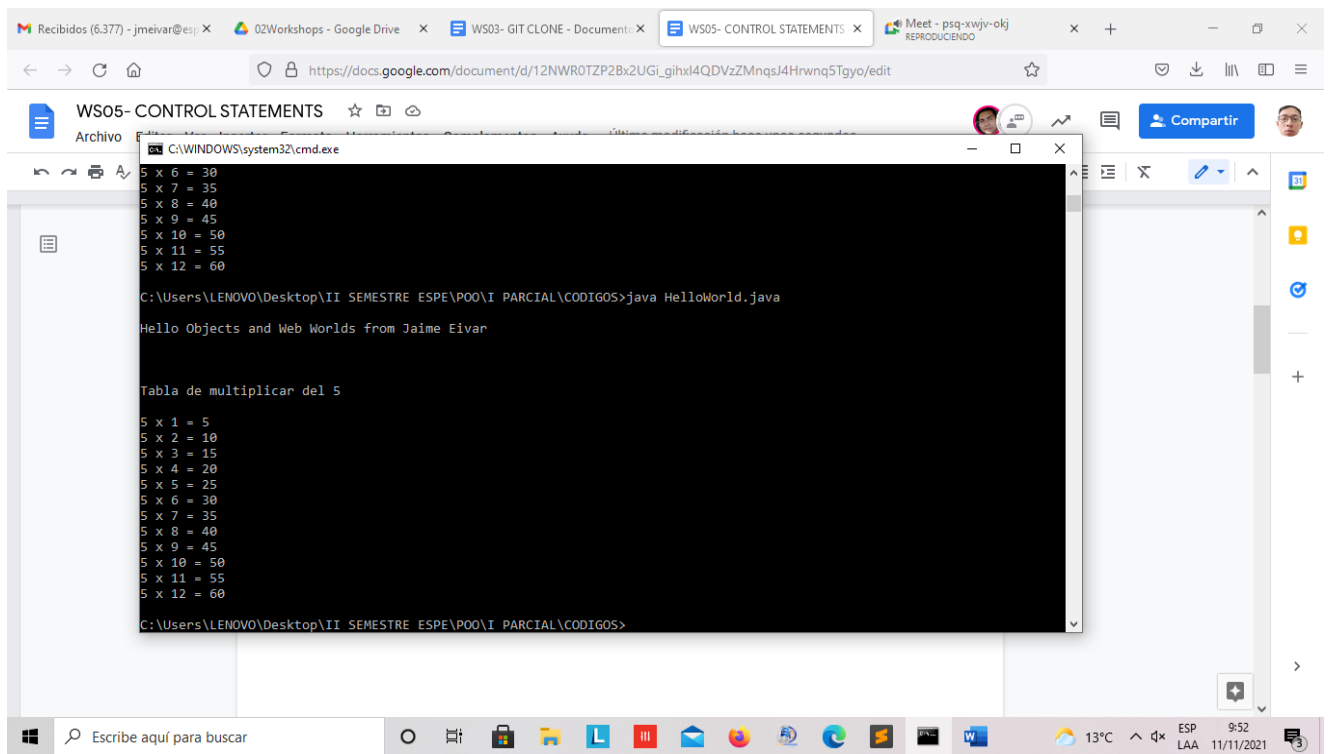 Recibidos (6.377) - jmeivar@esp
02Workshops - Google Drive
WS03- GIT CLONE - Documento
WS05- CONTROL STATEMENTS
Meet - psq-xwjv-okj
REPRODUCIENDO
https://docs.google.com/document/d/12NWR0TZP2Bx2UGi_gihxI4QDVzZMnqsJ4Hrwnq5Tgyo/edit
WS05- CONTROL STATEMENTS
Archivo
Compartir
C:\WINDOWS\system32\cmd.exe
5 x 6 = 30
5 x 7 = 35
5 x 8 = 40
5 x 9 = 45
5 x 10 = 50
5 x 11 = 55
5 x 12 = 60
C:\Users\LENOVO\Desktop\II SEMESTRE ESPE\POO\I PARCIAL\CODIGOS>java HelloWorld.java
Hello Objects and Web Worlds from Jaime Eivar
Tabla de multiplicar del 5
5 x 1 = 5
5 x 2 = 10
5 x 3 = 15
5 x 4 = 20
5 x 5 = 25
5 x 6 = 30
5 x 7 = 35
5 x 8 = 40
5 x 9 = 45
5 x 10 = 50
5 x 11 = 55
5 x 12 = 60
C:\Users\LENOVO\Desktop\II SEMESTRE ESPE\POO\I PARCIAL\CODIGOS>
31
Escribe aquí para buscar
L
W
13°C
ESP
LAA
9:52
11/11/2021
3